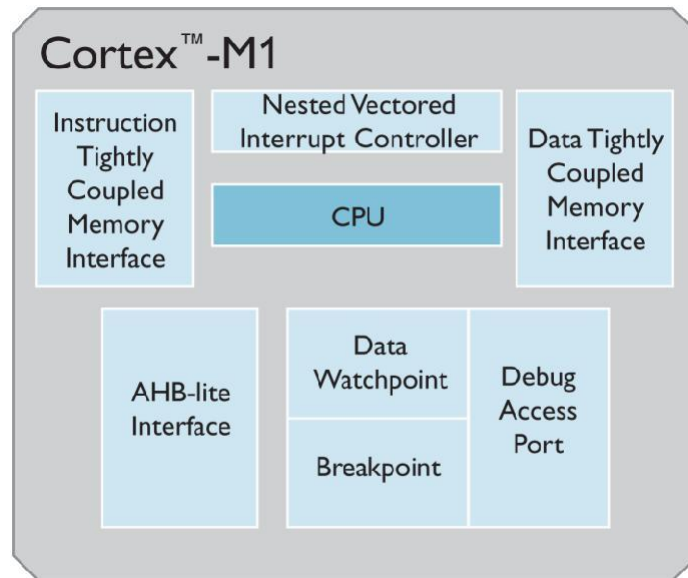 Cortex™-M1
Instruction
Tightly
Coupled
Memory
Interface
Nested Vectored
Interrupt Controller
CPU
Data Tightly
Coupled
Memory
Interface
AHB-lite
Interface
Data
Watchpoint
Breakpoint
Debug
Access
Port